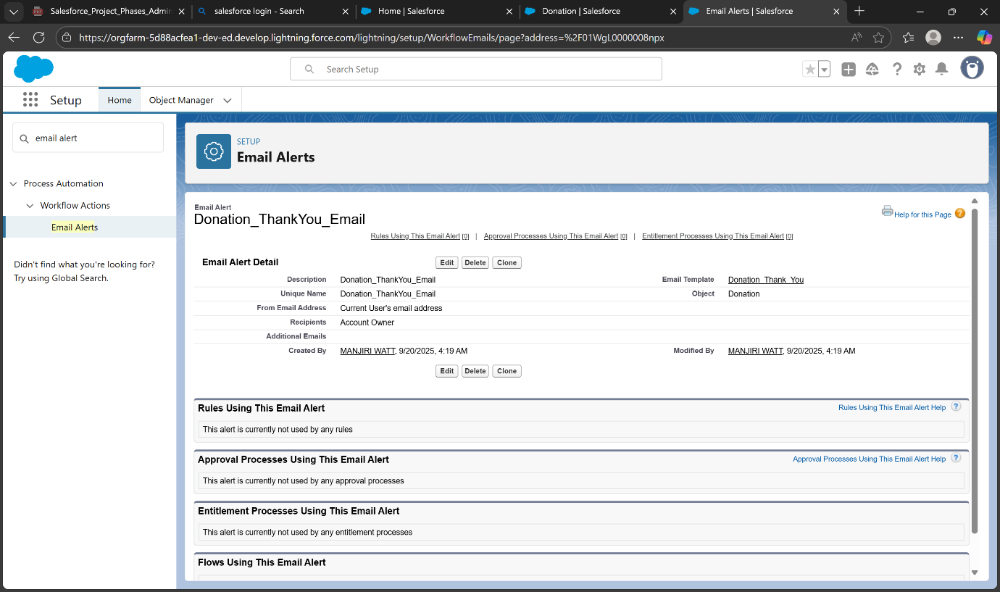 Salesforce_Project_Phases_Admin
salesforce login - Search
Home | Salesforce
Donation | Salesforce
Email Alerts | Salesforce
https://orgfarm-5d88acfea1-dev-ed.develop.lightning.force.com/lightning/setup/WorkflowEmails/page?address=%2F01WgL0000008npx
Search Setup
Setup
Home
Object Manager
email alert
Process Automation
Workflow Actions
Email Alerts
Didn't find what you're looking for?
Try using Global Search.
SETUP
Email Alerts
Email Alert
Donation_ThankYou_Email
Help for this Page
Rules Using This Email Alert [0] | Approval Processes Using This Email Alert [0] | Entitlement Processes Using This Email Alert [0]
Email Alert Detail
Edit Delete Clone
Description Donation_ThankYou_Email Email Template Donation_Thank_You
Unique Name Donation_ThankYou_Email Object Donation
From Email Address Current User's email address
Recipients Account Owner
Additional Emails
Created By MANJIRI WATT, 9/20/2025, 4:19 AM Modified By MANJIRI WATT, 9/20/2025, 4:19 AM
Edit Delete Clone
Rules Using This Email Alert
Rules Using This Email Alert Help ?
This alert is currently not used by any rules
Approval Processes Using This Email Alert
Approval Processes Using This Email Alert Help ?
This alert is currently not used by any approval processes
Entitlement Processes Using This Email Alert
This alert is currently not used by any entitlement processes
Flows Using This Email Alert